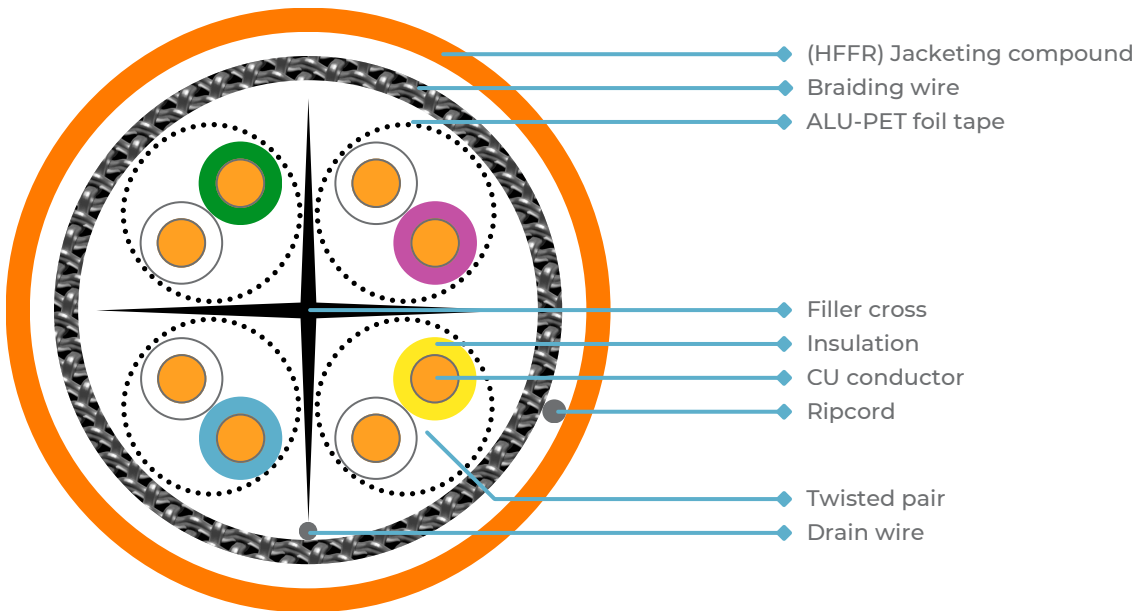 (HFFR) Jacketing compound
Braiding wire
ALU-PET foil tape
Filler cross
Insulation
CU conductor
Ripcord
Twisted pair
Drain wire